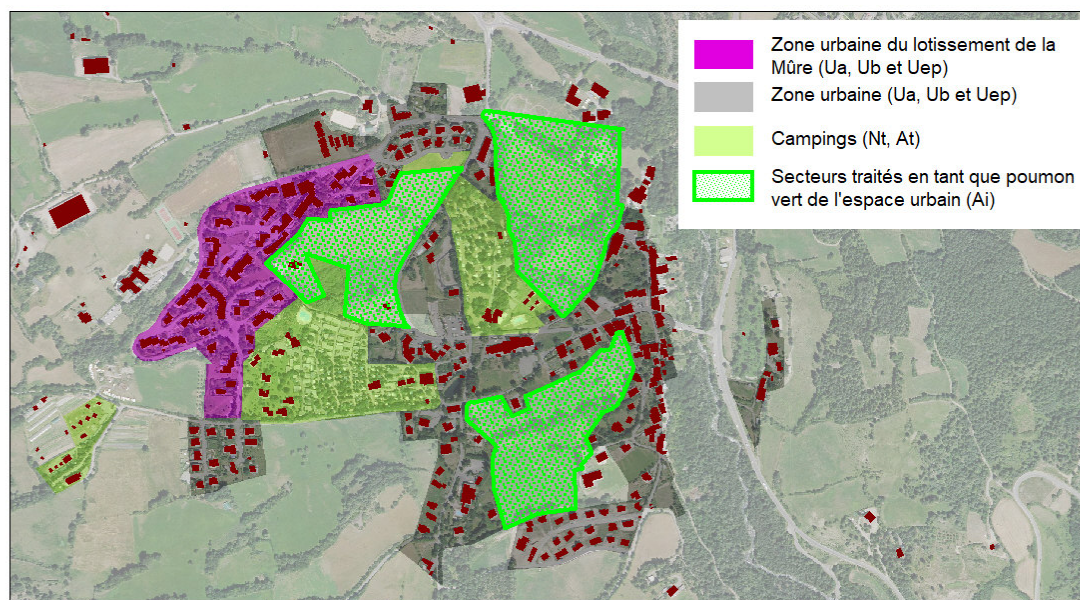 Zone urbaine du lotissement de la
Mûre (Ua, Ub et Uep)
Zone urbaine (Ua, Ub et Uep)
Campings (Nt, At)
Secteurs traités en tant que poumon
vert de l'espace urbain (Ai)